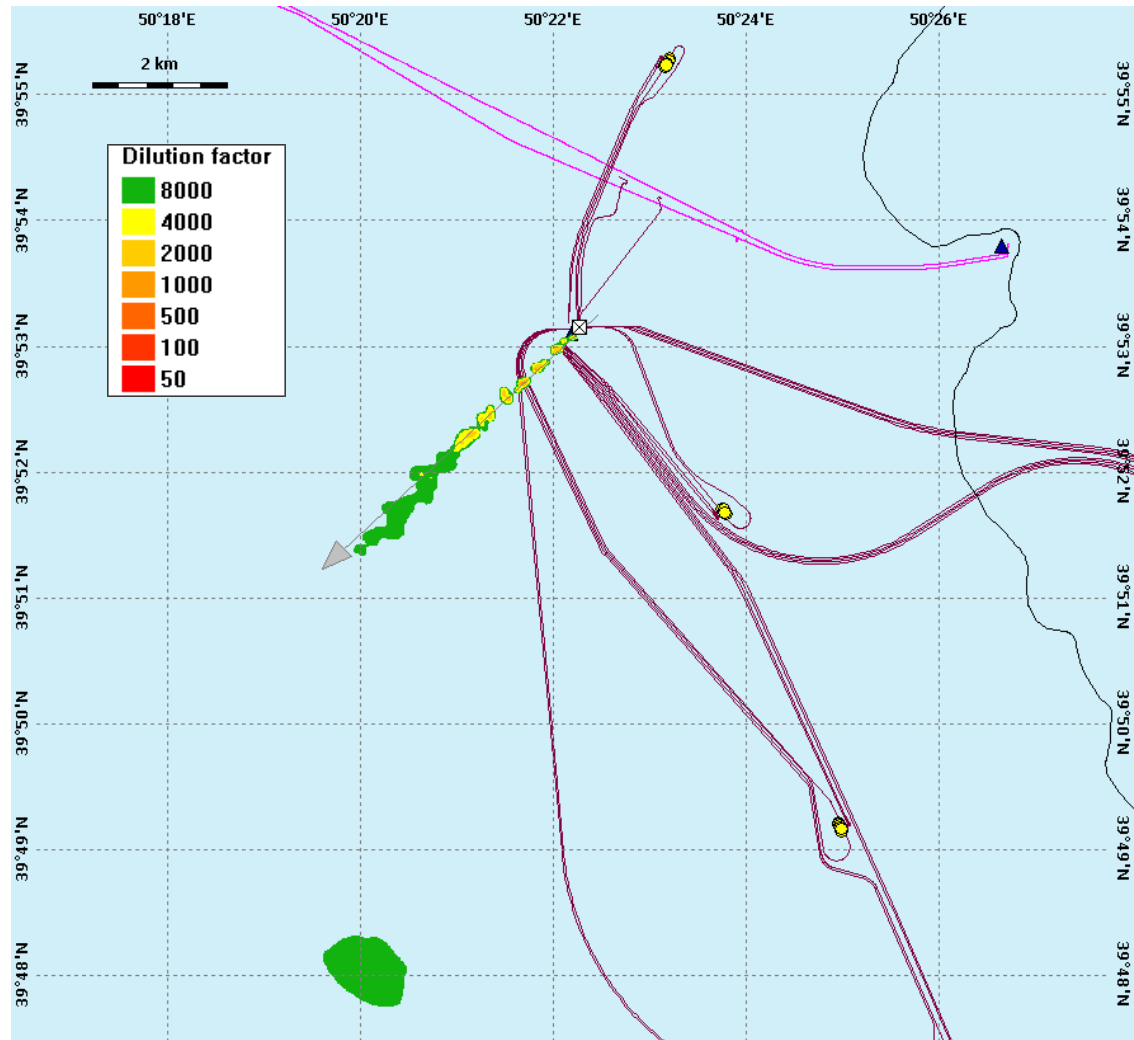 50°18'E 50°20'E 50°22'E 50°24'E 50°26'E
2 km
Dilution factor
8000
4000
2000
1000
500
100
50
39°55'N 39°55'N
39°54'N 39°54'N
39°53'N 39°53'N
39°52'N 39°52'N
39°51'N 39°51'N
39°50'N 39°50'N
39°49'N 39°49'N
39°48'N 39°48'N